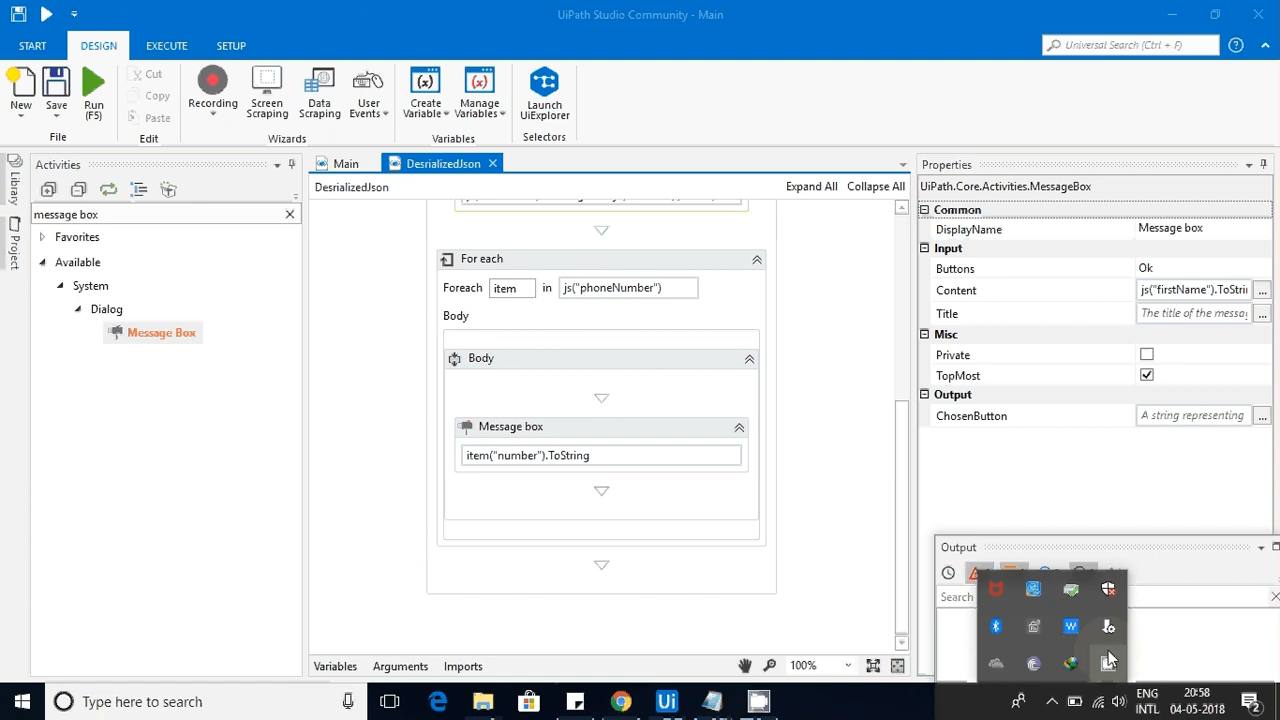 UiPath Studio Community - Main
START DESIGN EXECUTE SETUP
Universal Search (Ctrl + F)
New Save Run (F5)
Cut
Copy
Paste
Recording Screen Scraping Data Scraping User Events
Create Variable Manage Variables
Launch UiExplorer
File Edit Wizards Variables Selectors
Library
Project
Activities
message box
Favorites
Available
System
Dialog
Message Box
Main DesrializedJson
DesrializedJson
Expand All Collapse All
For each
Foreach item in js("phoneNumber")
Body
Body
Message box
item("number").ToString
Variables Arguments Imports
100%
Properties
UiPath.Core.Activities.MessageBox
Common
DisplayName Message box
Input
Buttons Ok
Content js("firstName").ToStri
Title The title of the messag
Misc
Private
TopMost
Output
ChosenButton A string representing
Output
Search
Type here to search
ENG
INTL
20:58
04-05-2018
2